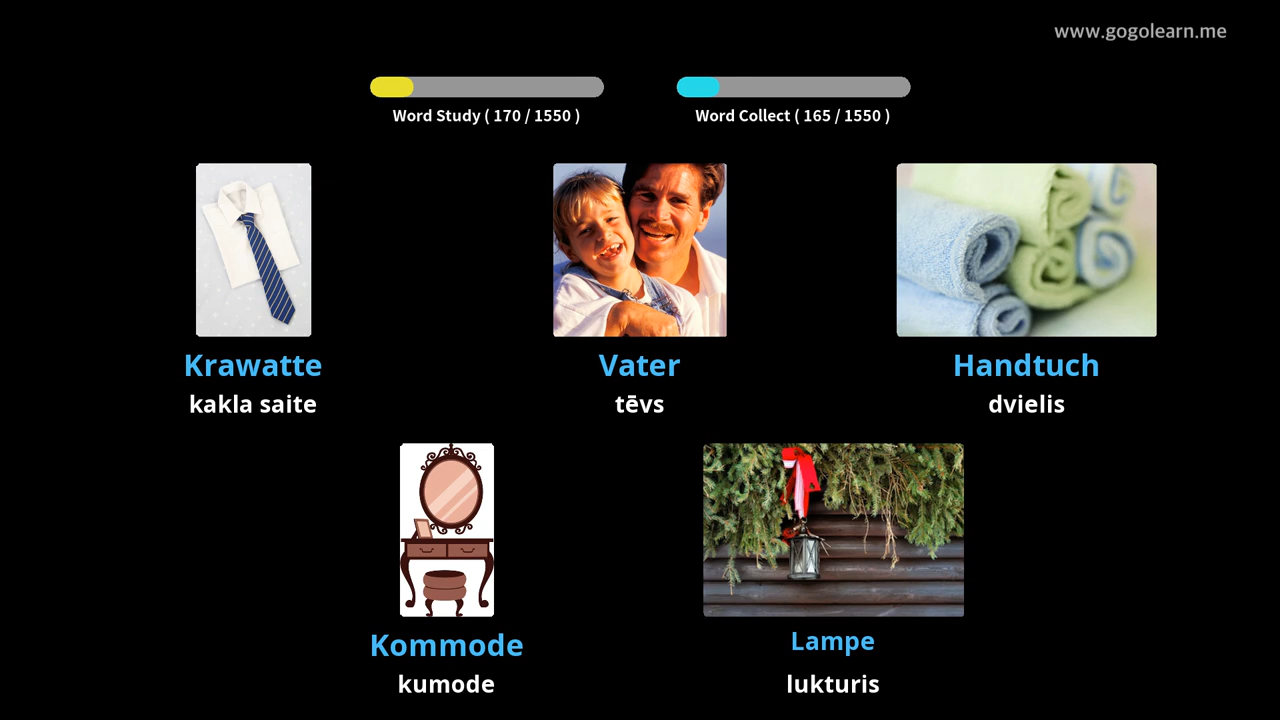 www.gogolearn.me
Word Study ( 170 / 1550 )
Word Collect ( 165 / 1550 )
Krawatte
kakla saite
Vater
tēvs
Handtuch
dvielis
Kommode
kumode
Lampe
lukturis